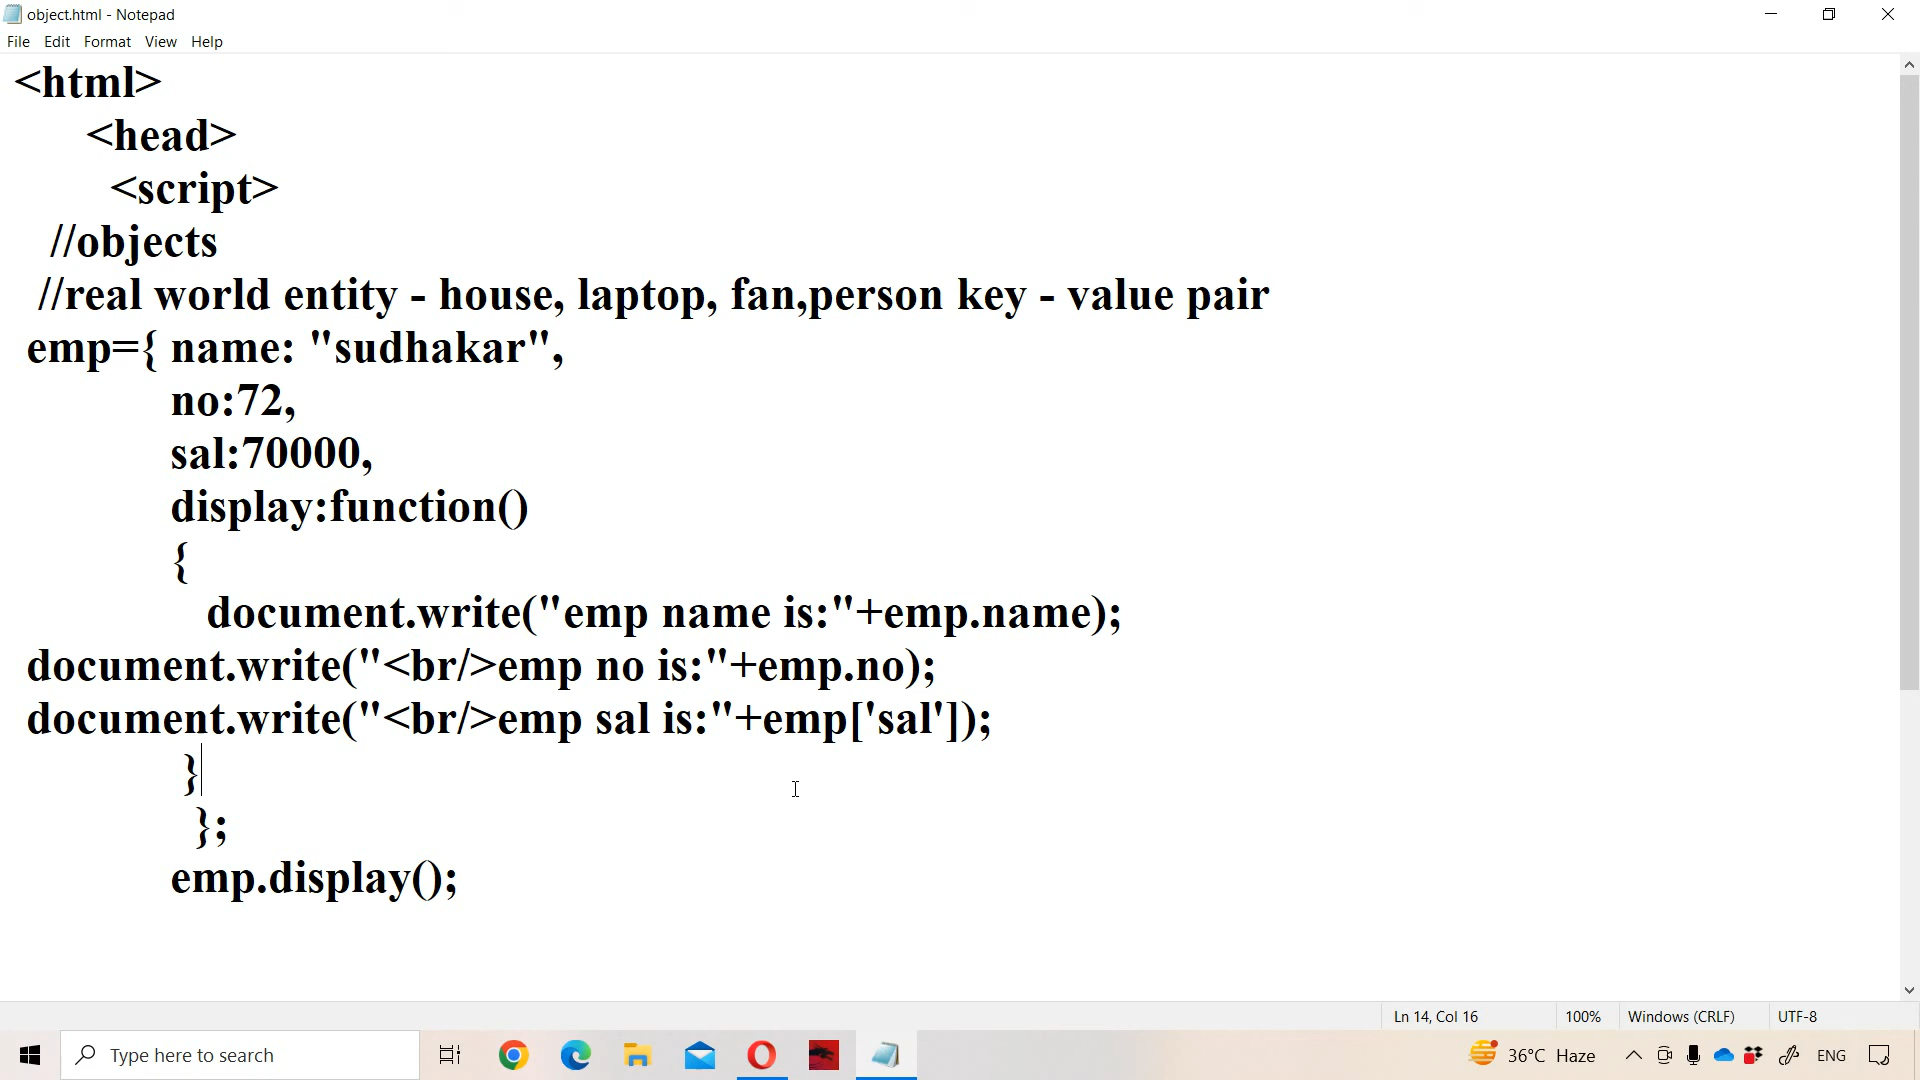 object.html - Notepad
File Edit Format View Help
<html>
<head>
<script>
//objects
//real world entity - house, laptop, fan,person key - value pair
emp={ name: "sudhakar",
no:72,
sal:70000,
display:function()
{
document.write("emp name is:"+emp.name);
document.write("<br/>emp no is:"+emp.no);
document.write("<br/>emp sal is:"+emp['sal']);
}
};
emp.display();
Ln 14, Col 16 100% Windows (CRLF) UTF-8
Type here to search 36°C Haze ENG